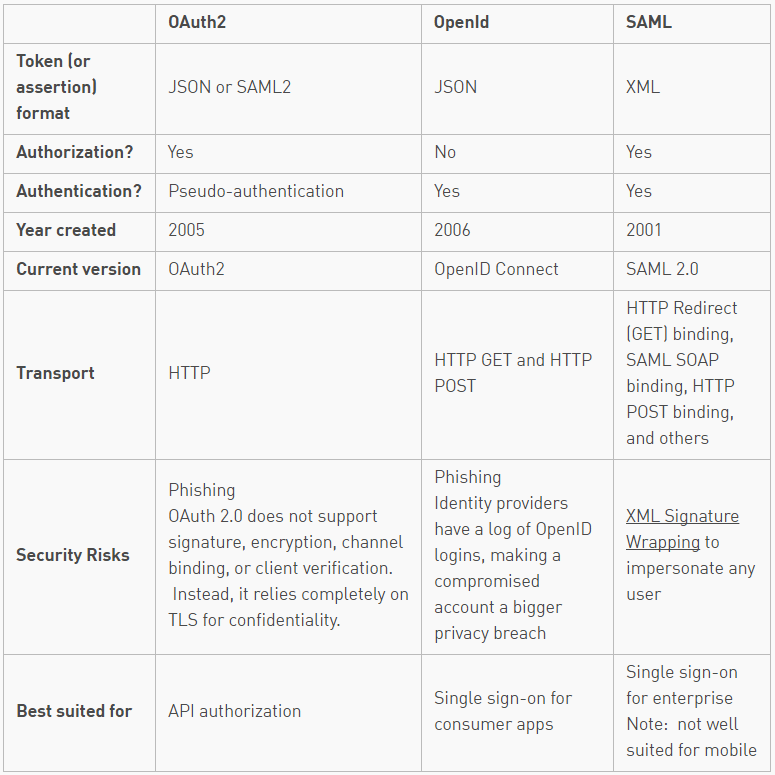 OAuth2 OpenId SAML
Token (or
assertion)
format
JSON or SAML2 JSON XML
Authorization? Yes No Yes
Authentication? Pseudo-authentication Yes Yes
Year created 2005 2006 2001
Current version OAuth2 OpenID Connect SAML 2.0
Transport
HTTP
HTTP GET and HTTP
POST
HTTP Redirect
(GET) binding,
SAML SOAP
binding, HTTP
POST binding,
and others
Security Risks
Phishing
OAuth 2.0 does not support
signature, encryption, channel
binding, or client verification.
Instead, it relies completely on
TLS for confidentiality.
Phishing
Identity providers
have a log of OpenID
logins, making a
compromised
account a bigger
privacy breach
XML Signature
Wrapping to
impersonate any
user
Best suited for
API authorization
Single sign-on for
consumer apps
Single sign-on
for enterprise
Note: not well
suited for mobile